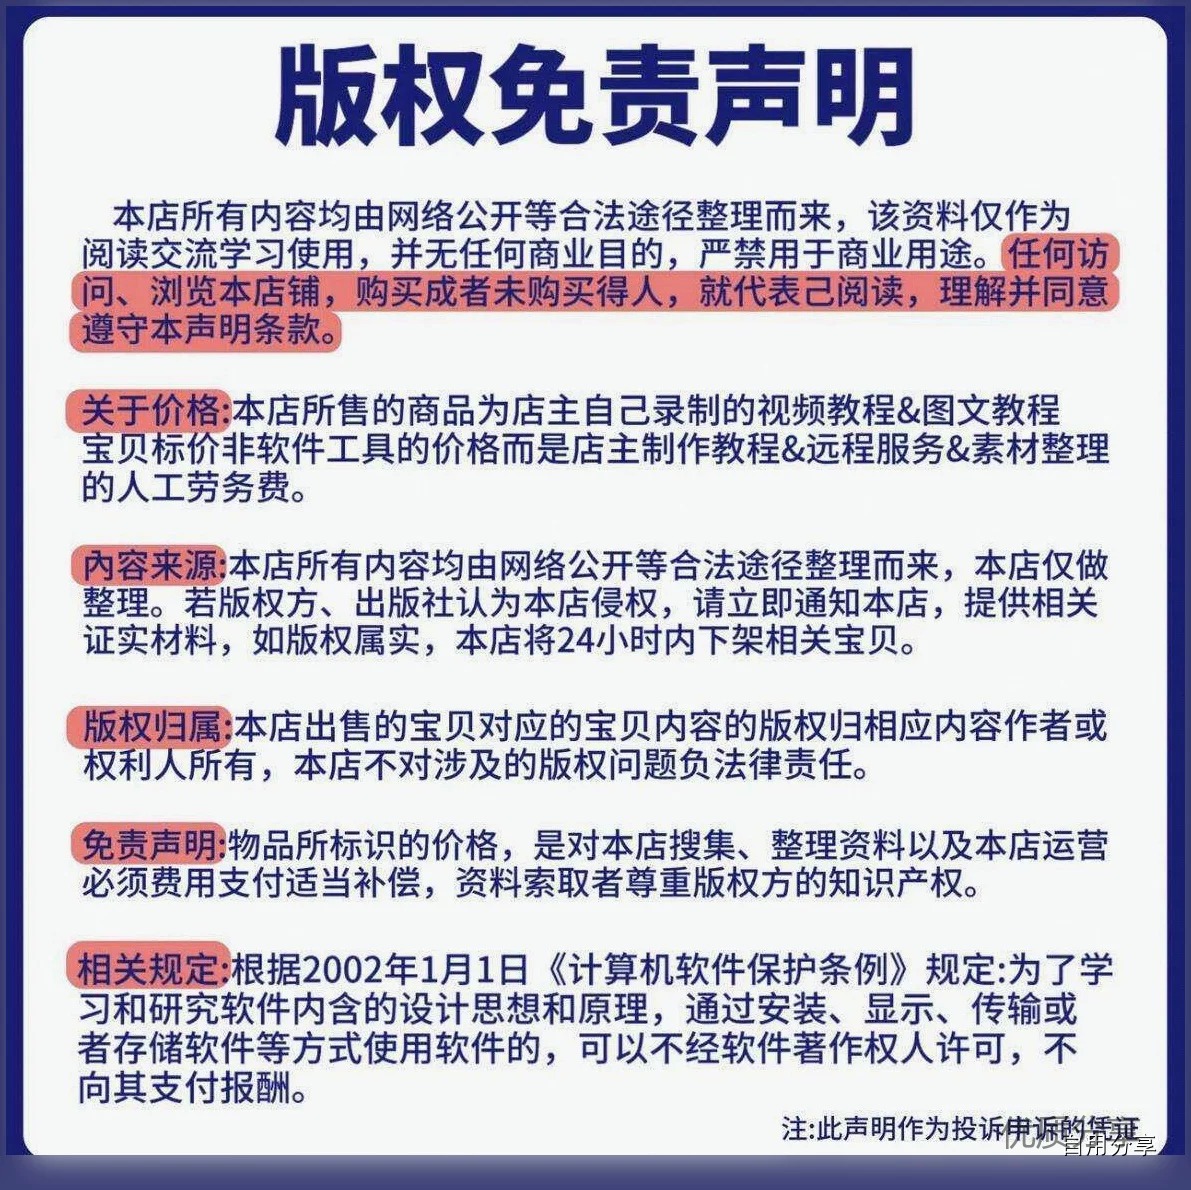 版权免责声明
本店所有内容均由网络公开等合法途径整理而来，该资料仅作为
阅读交流学习使用，并无任何商业目的，严禁用于商业用途。任何访
问、浏览本店铺，购买成者未购买得人，就代表己阅读，理解并同意
遵守本声明条款。
关于价格:本店所售的商品为店主自己录制的视频教程&图文教程
宝贝标价非软件工具的价格而是店主制作教程&远程服务&素材整理
的人工劳务费。
內容来源:本店所有内容均由网络公开等合法途径整理而来，本店仅做
整理。若版权方、出版社认为本店侵权，请立即通知本店，提供相关
证实材料，如版权属实，本店将24小时内下架相关宝贝。
版权归属:本店出售的宝贝对应的宝贝内容的版权归相应内容作者或
权利人所有，本店不对涉及的版权问题负法律责任。
免责声明:物品所标识的价格，是对本店搜集、整理资料以及本店运营
必须费用支付适当补偿，资料索取者尊重版权方的知识产权。
相关规定:根据2002年1月1日《计算机软件保护条例》规定:为了学
习和研究软件内含的设计思想和原理，通过安装、显示、传输或
者存储软件等方式使用软件的，可以不经软件著作权人许可，不
向其支付报酬。
注:此声明作为投诉申诉的凭证
优质分享
自用分享